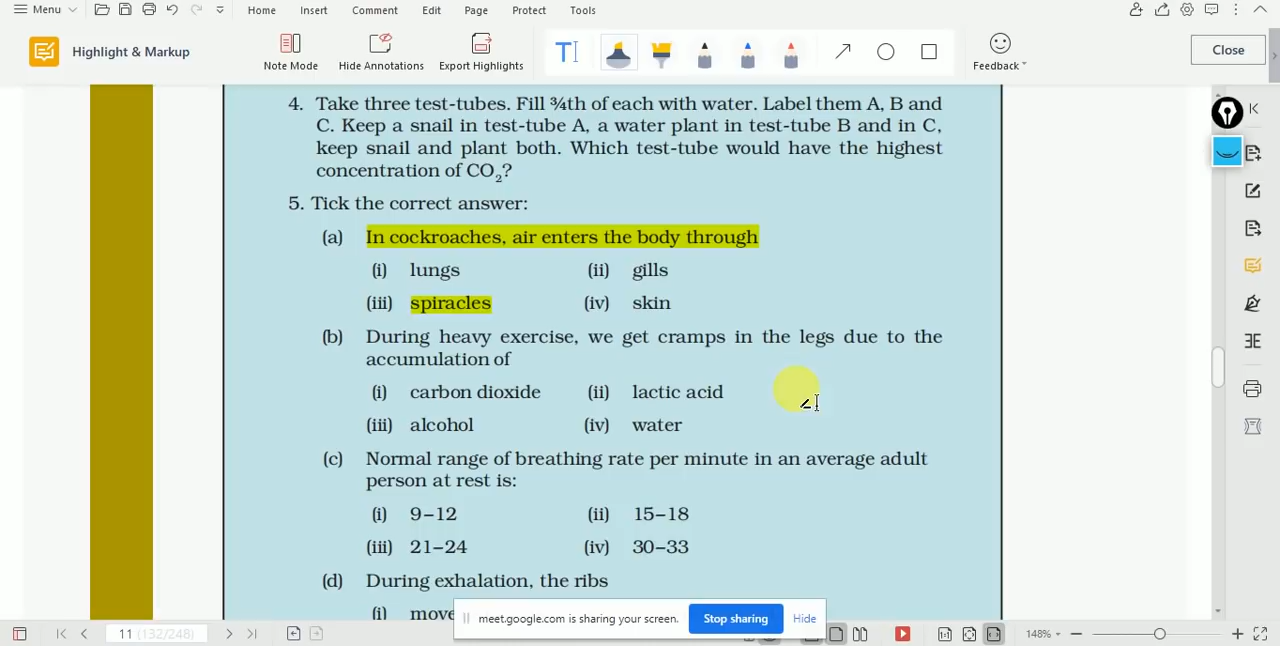 Menu
Home Insert Comment Edit Page Protect Tools
Highlight & Markup
Note Mode Hide Annotations Export Highlights Feedback Close
4. Take three test-tubes. Fill ¾th of each with water. Label them A, B and
C. Keep a snail in test-tube A, a water plant in test-tube B and in C,
keep snail and plant both. Which test-tube would have the highest
concentration of CO₂?
5. Tick the correct answer:
(a) In cockroaches, air enters the body through
(i) lungs (ii) gills
(iii) spiracles (iv) skin
(b) During heavy exercise, we get cramps in the legs due to the
accumulation of
(i) carbon dioxide (ii) lactic acid
(iii) alcohol (iv) water
(c) Normal range of breathing rate per minute in an average adult
person at rest is:
(i) 9–12 (ii) 15–18
(iii) 21–24 (iv) 30–33
(d) During exhalation, the ribs
(i) move
meet.google.com is sharing your screen. Stop sharing Hide
11 (132/248) 148%